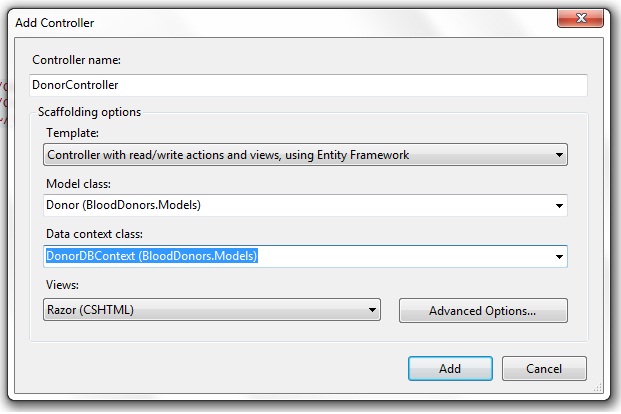 Add Controller
Controller name:
DonorController
Scaffolding options
Template:
Controller with read/write actions and views, using Entity Framework
Model class:
Donor (BloodDonors.Models)
Data context class:
DonorDBContext (BloodDonors.Models)
Views:
Razor (CSHTML)
Advanced Options...
Add
Cancel